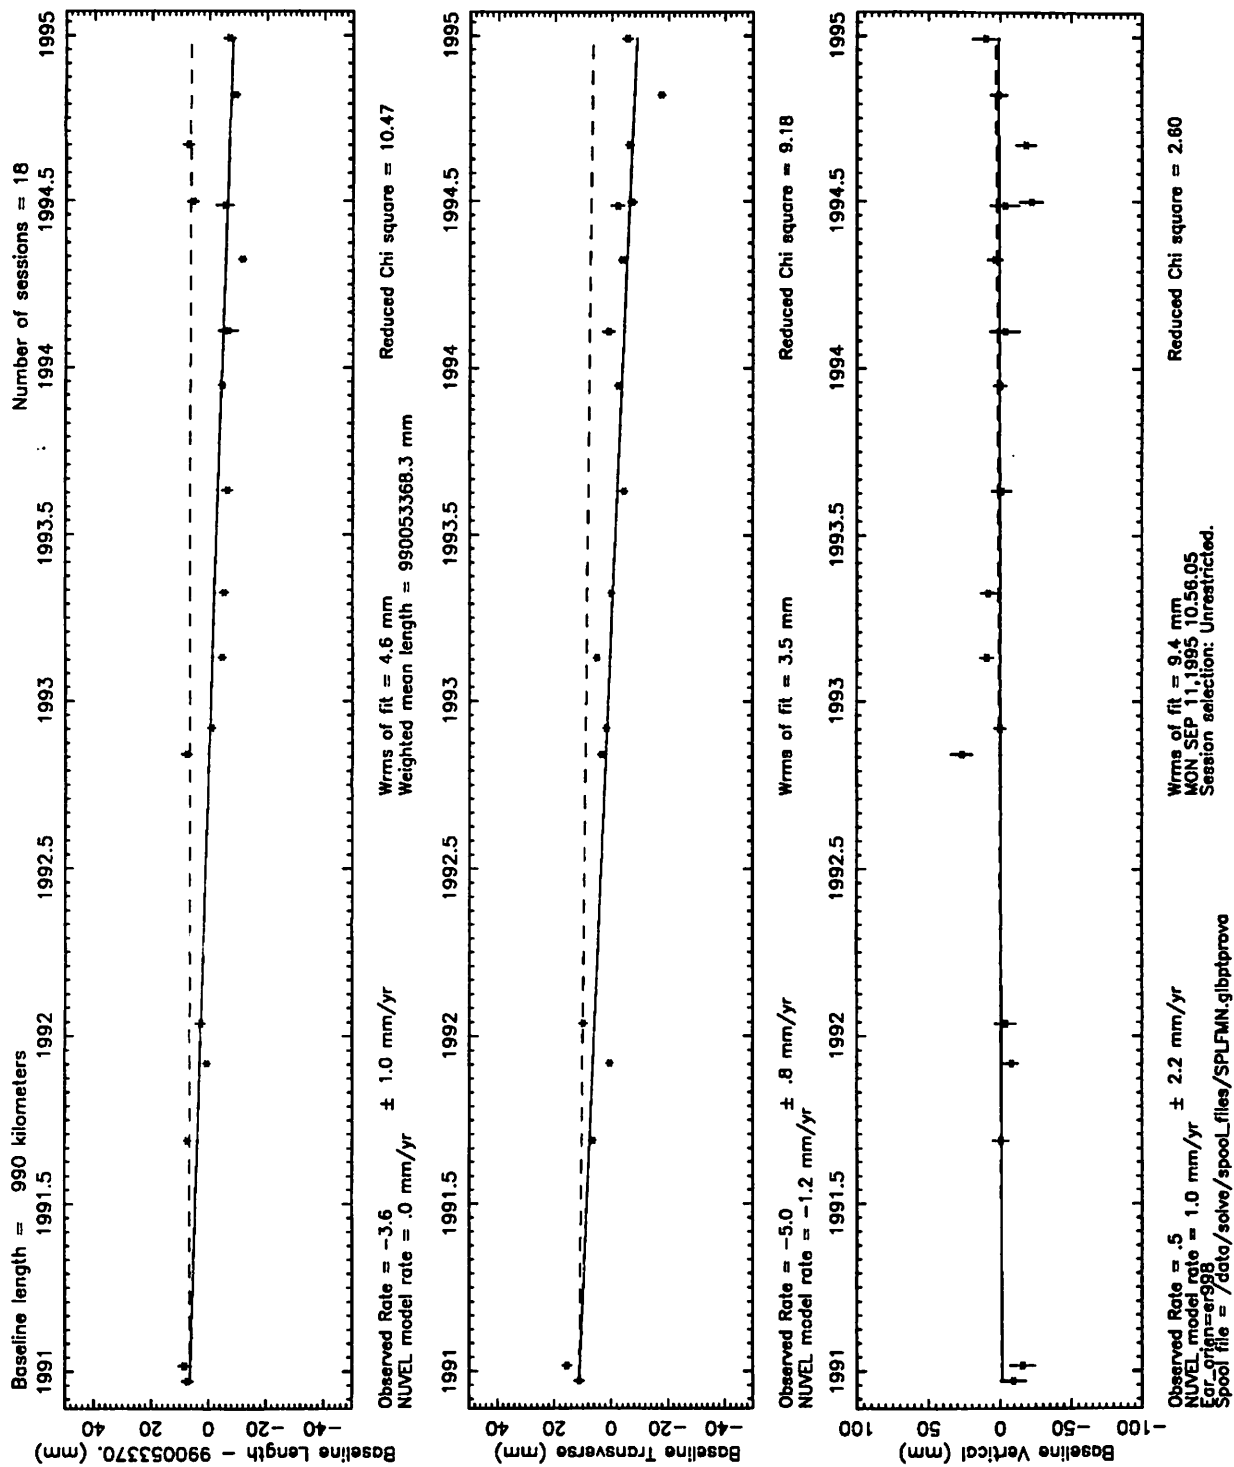 Baseline length = 990 kilometers Number of sessions = 18
1991 1991.5 1992 1992.5 1993 1993.5 1994 1994.5 1995
Baseline Length - 990053370. (mm)
40
20
0
-20
-40
Observed Rate = -3.6 ± 1.0 mm/yr Wrms of fit = 4.6 mm Reduced Chi square = 10.47
NUVEL model rate = .0 mm/yr Weighted mean length = 990053368.3 mm
1991 1991.5 1992 1992.5 1993 1993.5 1994 1994.5 1995
Baseline Transverse (mm)
40
20
0
-20
-40
Observed Rate = -5.0 ± .8 mm/yr Wrms of fit = 3.5 mm Reduced Chi square = 9.18
NUVEL model rate = -1.2 mm/yr
1991 1991.5 1992 1992.5 1993 1993.5 1994 1994.5 1995
Baseline Vertical (mm)
100
50
0
-50
-100
Observed Rate = .5 ± 2.2 mm/yr Wrms of fit = 9.4 mm Reduced Chi square = 2.60
NUVEL model rate = 1.0 mm/yr MON SEP 11,1995 10.56.05
Ear_orien=er998 Session selection: Unrestricted.
Spool file = /data/solve/spool_files/SPLFMN.glbptprova